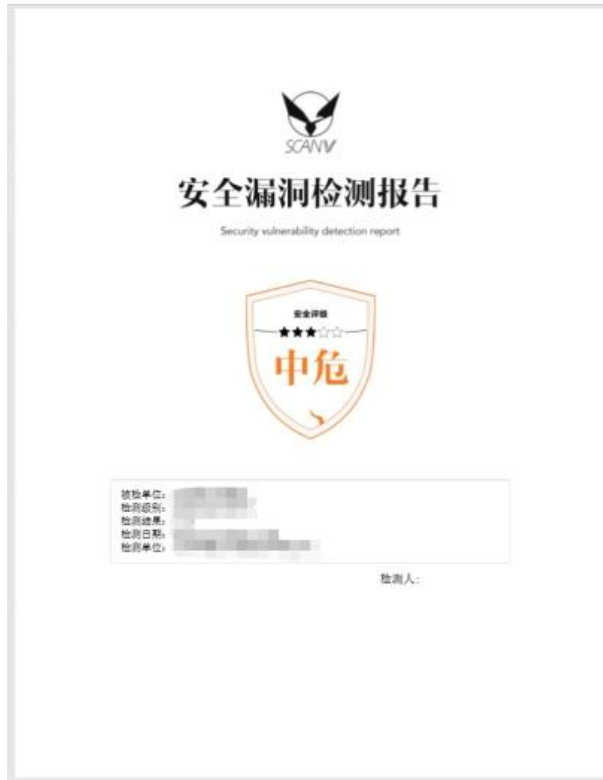 SCANV
安全漏洞检测报告
Security vulnerability detection report
安全评级
中危
被检单位：
检测级别：
检测结果：
检测日期：
检测单位：
检测人：